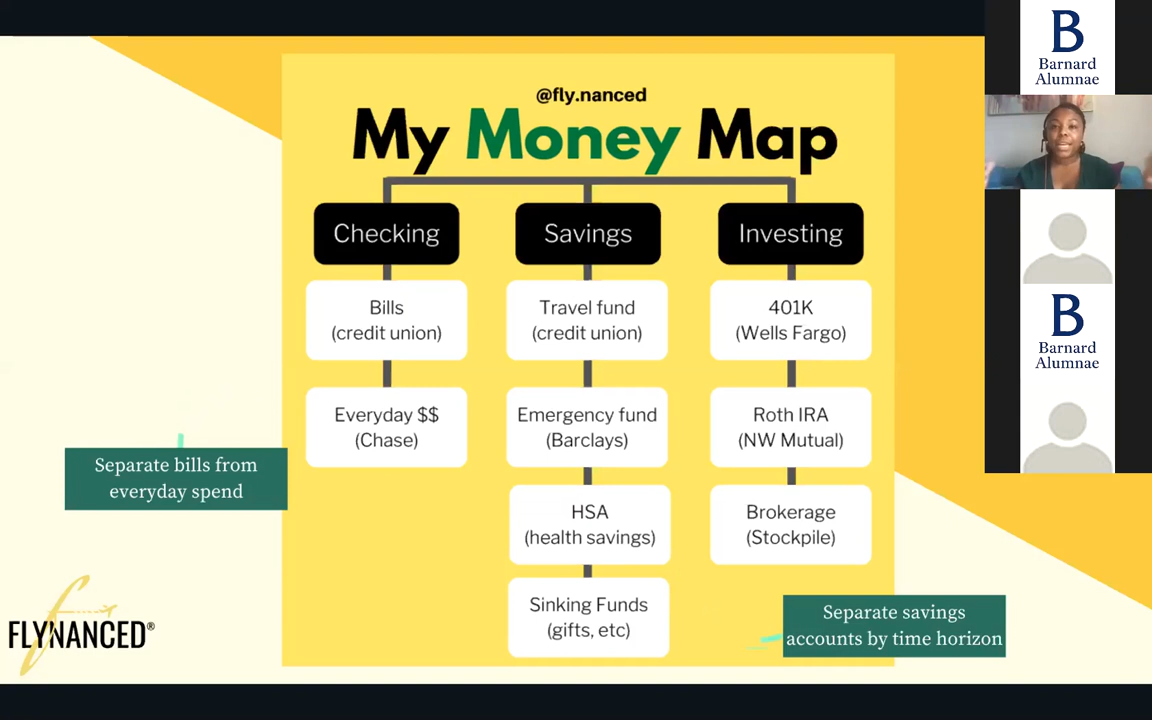 @fly.nanced
My Money Map
Checking
Savings
Investing
Bills
(credit union)
Travel fund
(credit union)
401K
(Wells Fargo)
Everyday $$
(Chase)
Emergency fund
(Barclays)
Roth IRA
(NW Mutual)
HSA
(health savings)
Brokerage
(Stockpile)
Sinking Funds
(gifts, etc)
Separate bills from
everyday spend
Separate savings
accounts by time horizon
FLYNANCED®
B
Barnard
Alumnae
B
Barnard
Alumnae